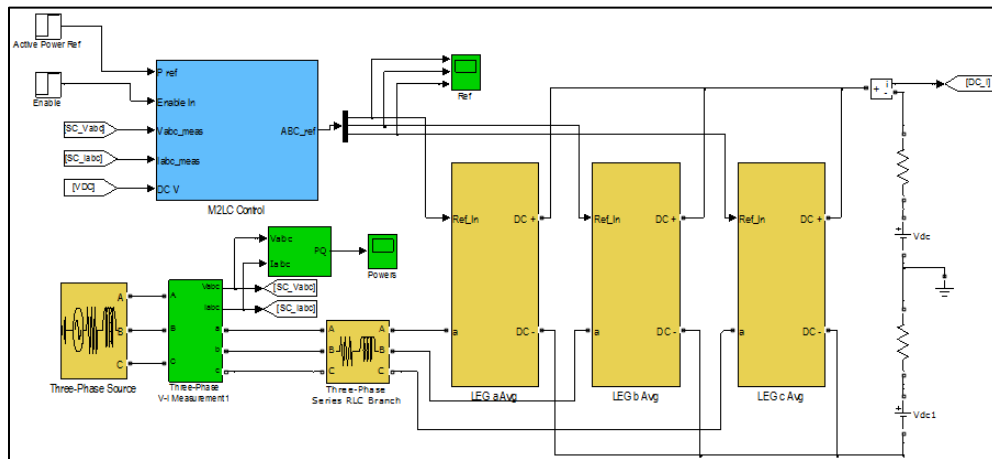 Active Power Ref
Enable
[SC_Vabc]
[SC_Iabc]
[VDC]
P ref
Enable In
Vabc_meas
Iabc_meas
DC V
ABC_ref
M2LC Control
Ref
+
i
-
[DC_I]
Ref_In
DC +
a
DC -
LEG a Avg
Ref_In
DC +
a
DC -
LEG b Avg
Ref_In
DC +
a
DC -
LEG c Avg
+
Vdc
+
Vdc1
Vabc
Iabc
PQ
Powers
[SC_Vabc]
[SC_Iabc]
A
B
C
Three-Phase Source
A
B
C
Vabc
Iabc
a
b
c
Three-Phase
V-I Measurement1
A
B
C
A
B
C
Three-Phase
Series RLC Branch